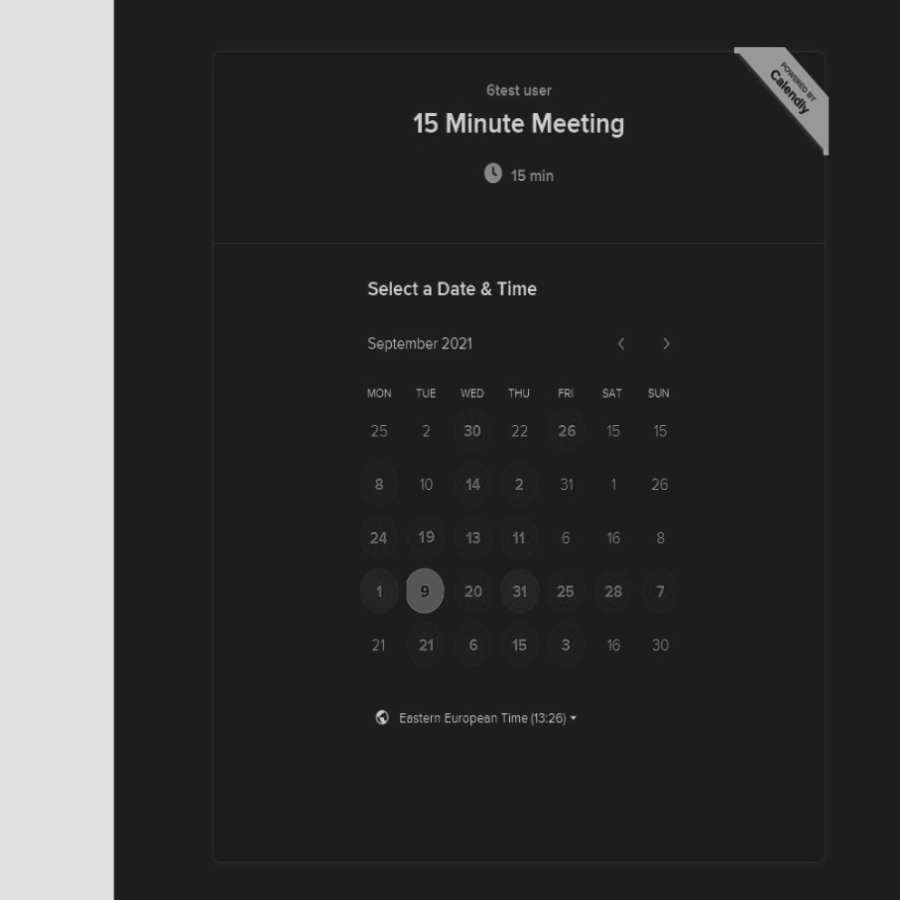 6test user
POWERED BY
Calendly
15 Minute Meeting
15 min
Select a Date & Time
September 2021
MON TUE WED THU FRI SAT SUN
25 2 30 22 26 15 15
8 10 14 2 31 1 26
24 19 13 11 6 16 8
1 9 20 31 25 28 7
21 21 6 15 3 16 30
Eastern European Time (13:26)